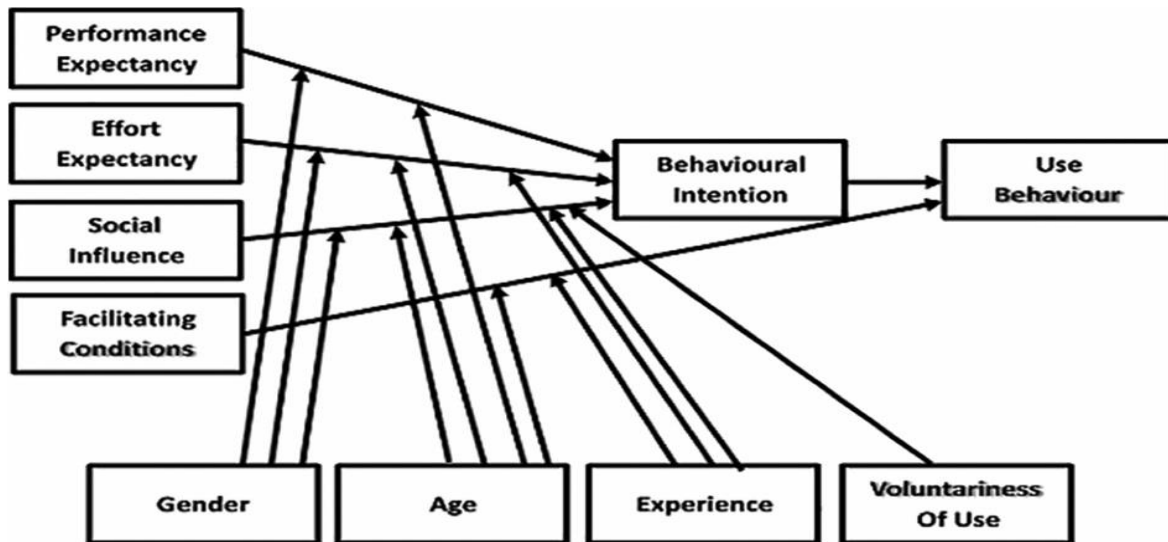 Performance
Expectancy
Effort
Expectancy
Social
Influence
Facilitating
Conditions
Behavioural
Intention
Use
Behaviour
Gender
Age
Experience
Voluntariness
Of Use